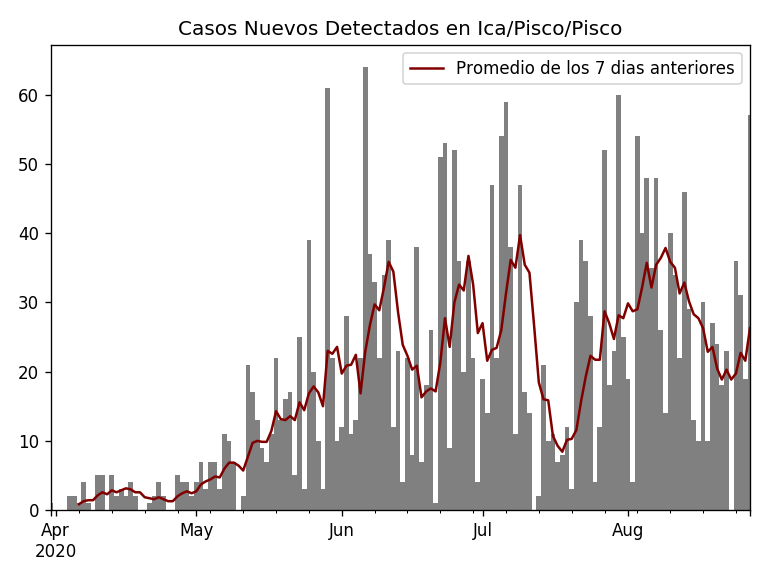 Casos Nuevos Detectados en Ica/Pisco/Pisco
Promedio de los 7 dias anteriores
60
50
40
30
20
10
0
Apr May Jun Jul Aug
2020